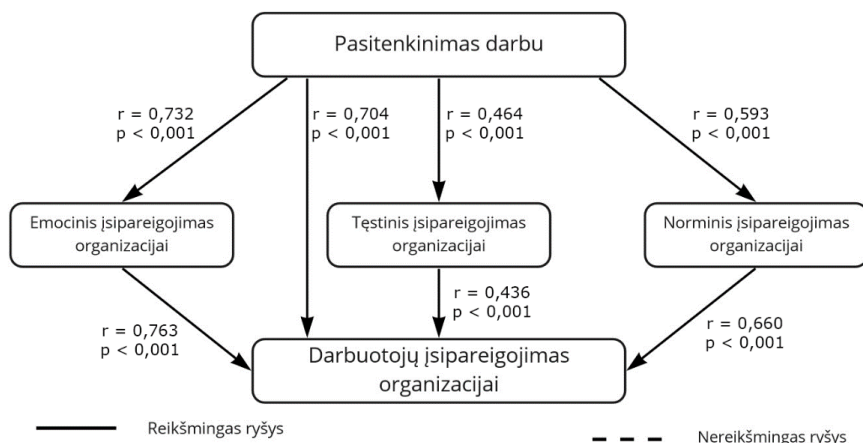 Pasitenkinimas darbu
r = 0,732
p < 0,001
r = 0,704
p < 0,001
r = 0,464
p < 0,001
r = 0,593
p < 0,001
Emocinis įsipareigojimas
organizacijai
Tęstinis įsipareigojimas
organizacijai
Norminis įsipareigojimas
organizacijai
r = 0,763
p < 0,001
r = 0,436
p < 0,001
r = 0,660
p < 0,001
Darbuotojų įsipareigojimas
organizacijai
Reikšmingas ryšys
Nereikšmingas ryšys